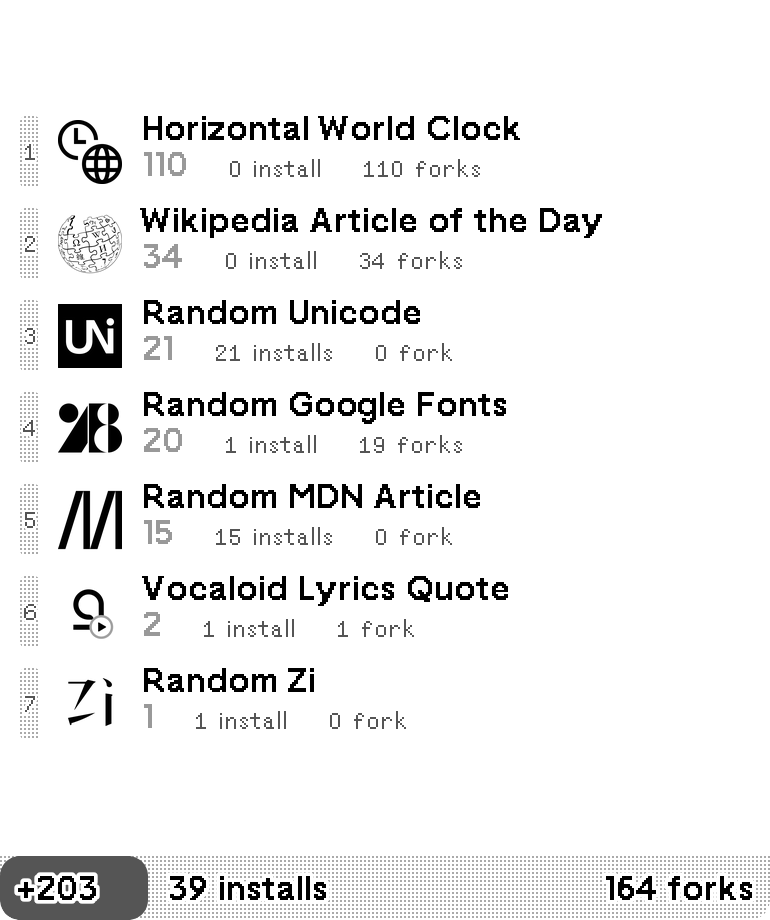 1
Horizontal World Clock
110 0 install 110 forks
2
Wikipedia Article of the Day
34 0 install 34 forks
3
UNi
Random Unicode
21 21 installs 0 fork
4
Random Google Fonts
20 1 install 19 forks
5
Random MDN Article
15 15 installs 0 fork
6
Vocaloid Lyrics Quote
2 1 install 1 fork
7
Zi
Random Zi
1 1 install 0 fork
+203 39 installs 164 forks